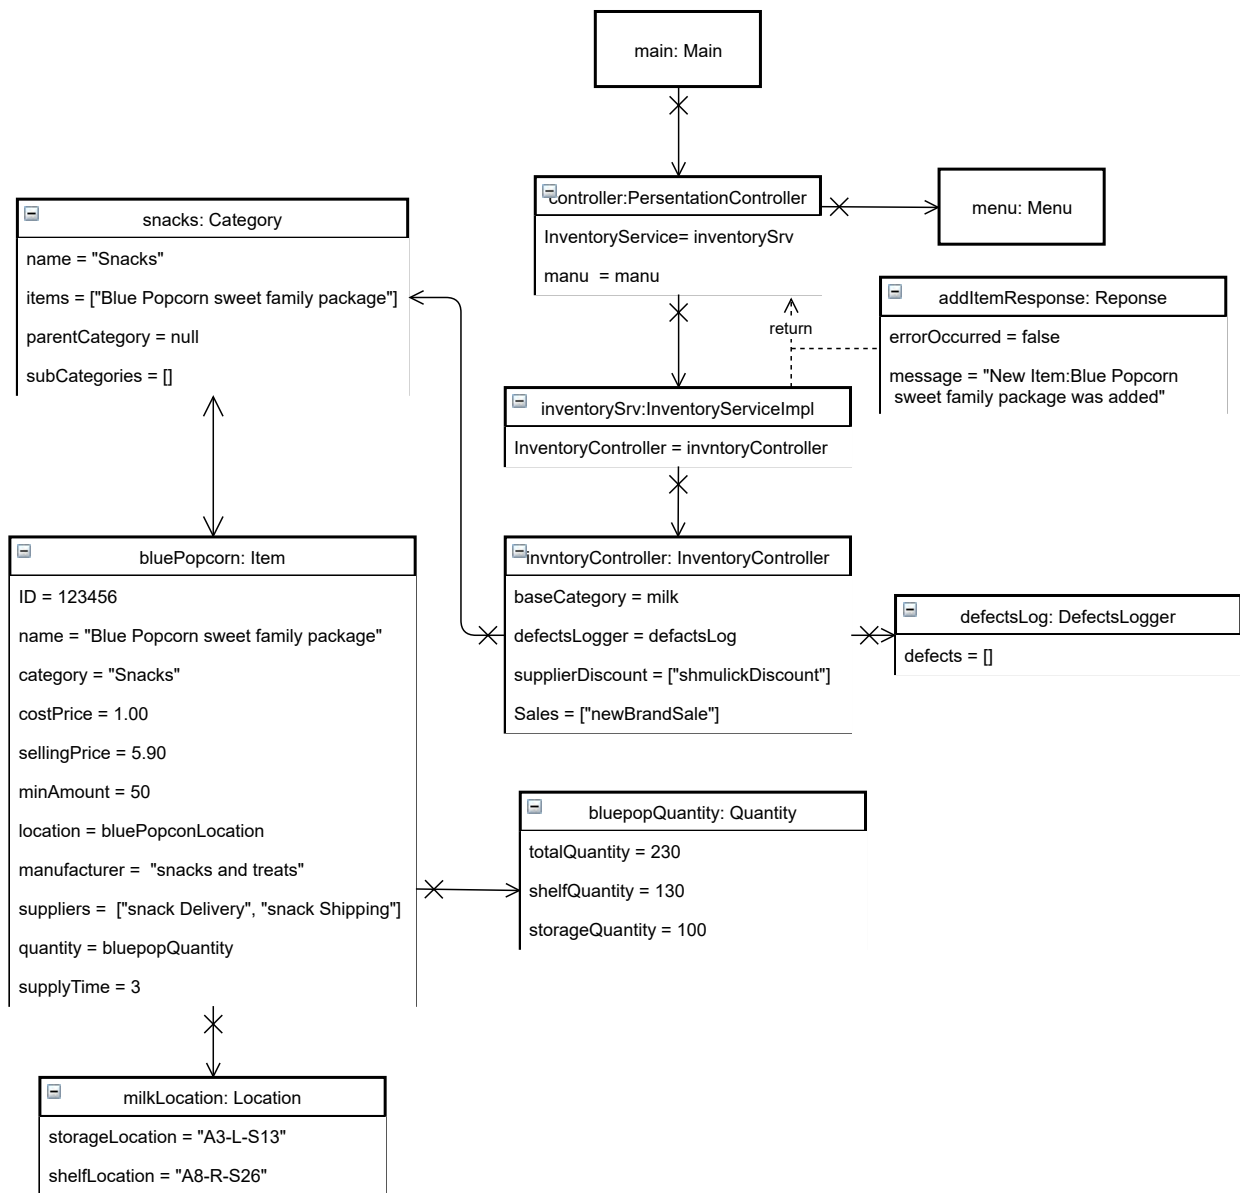 main: Main
controller:PersentationController
InventoryService= inventorySrv
manu  = manu
menu: Menu
snacks: Category
name = "Snacks"
items = ["Blue Popcorn sweet family package"]
parentCategory = null
subCategories = []
addItemResponse: Reponse
errorOccurred = false
message = "New Item:Blue Popcorn
sweet family package was added"
return
inventorySrv:InventoryServiceImpl
InventoryController = invntoryController
bluePopcorn: Item
ID = 123456
name = "Blue Popcorn sweet family package"
category = "Snacks"
costPrice = 1.00
sellingPrice = 5.90
minAmount = 50
location = bluePopconLocation
manufacturer =  "snacks and treats"
suppliers =  ["snack Delivery", "snack Shipping"]
quantity = bluepopQuantity
supplyTime = 3
invntoryController: InventoryController
baseCategory = milk
defectsLogger = defactsLog
supplierDiscount = ["shmulickDiscount"]
Sales = ["newBrandSale"]
defectsLog: DefectsLogger
defects = []
bluepopQuantity: Quantity
totalQuantity = 230
shelfQuantity = 130
storageQuantity = 100
milkLocation: Location
storageLocation = "A3-L-S13"
shelfLocation = "A8-R-S26"